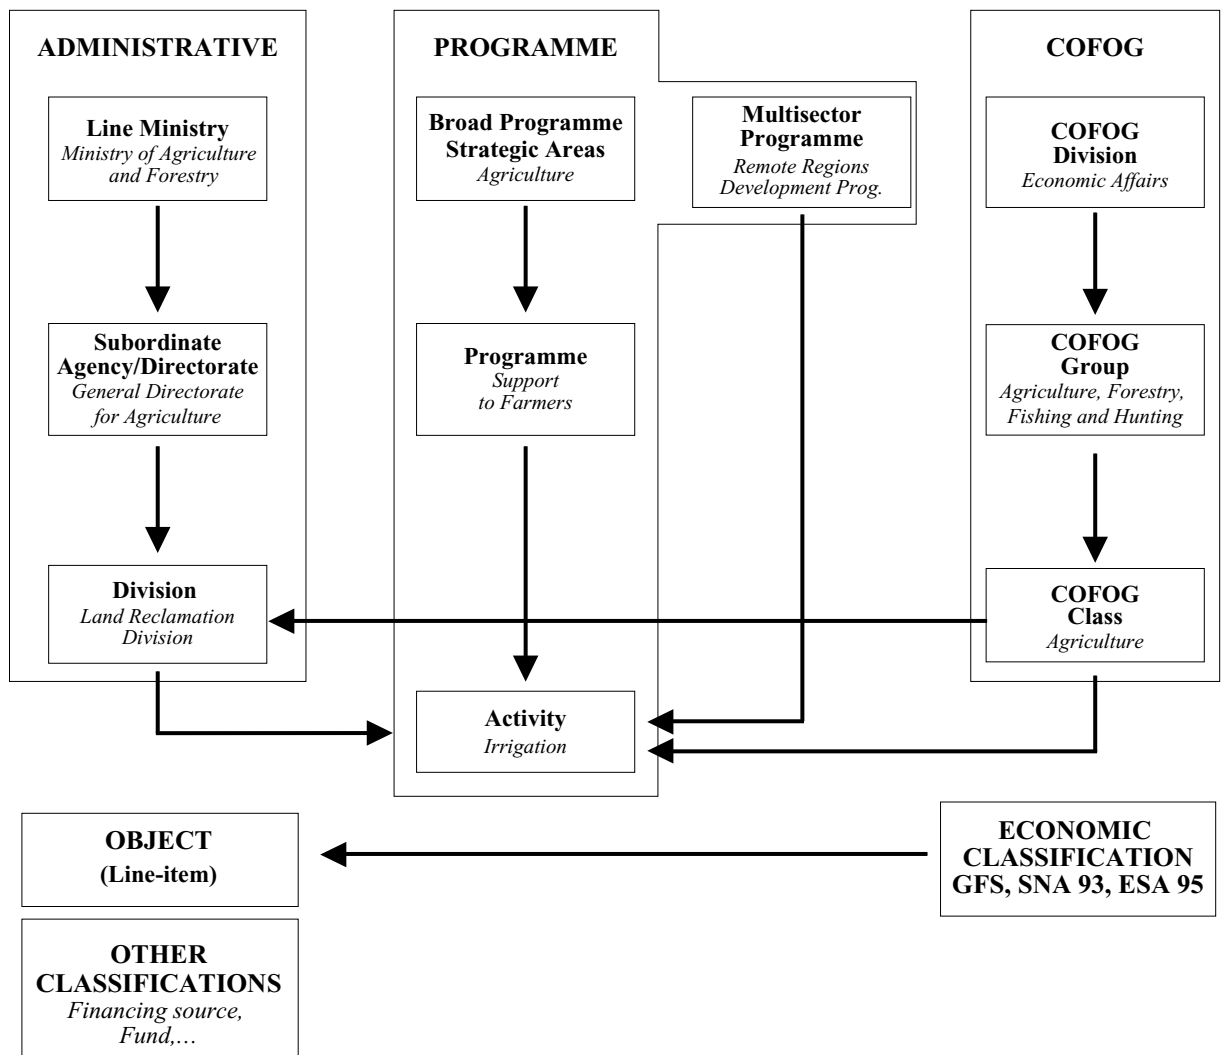 ADMINISTRATIVE
Line Ministry
Ministry of Agriculture
and Forestry
Subordinate
Agency/Directorate
General Directorate
for Agriculture
Division
Land Reclamation
Division
PROGRAMME
Broad Programme
Strategic Areas
Agriculture
Multisector
Programme
Remote Regions
Development Prog.
Programme
Support
to Farmers
Activity
Irrigation
COFOG
COFOG
Division
Economic Affairs
COFOG
Group
Agriculture, Forestry,
Fishing and Hunting
COFOG
Class
Agriculture
OBJECT
(Line-item)
ECONOMIC
CLASSIFICATION
GFS, SNA 93, ESA 95
OTHER
CLASSIFICATIONS
Financing source,
Fund,…